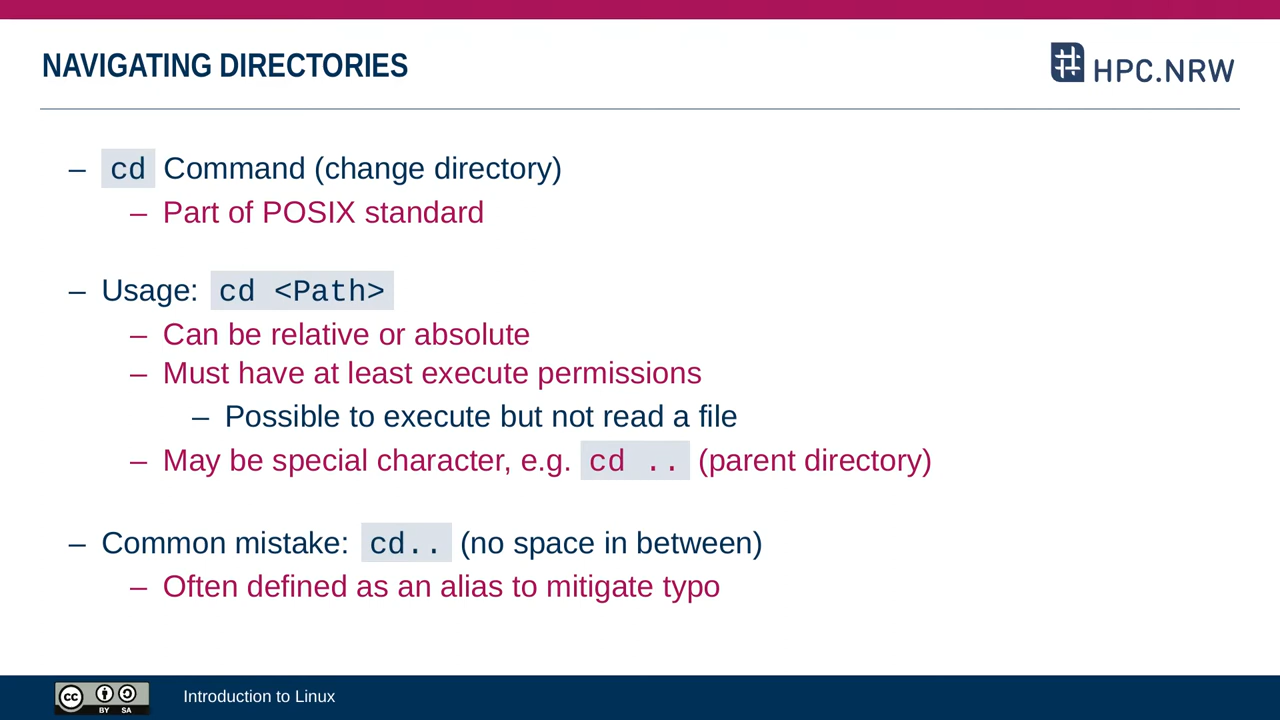 NAVIGATING DIRECTORIES
HPC.NRW
– cd Command (change directory)
– Part of POSIX standard
– Usage: cd <Path>
– Can be relative or absolute
– Must have at least execute permissions
– Possible to execute but not read a file
– May be special character, e.g. cd .. (parent directory)
– Common mistake: cd.. (no space in between)
– Often defined as an alias to mitigate typo
cc BY SA
Introduction to Linux